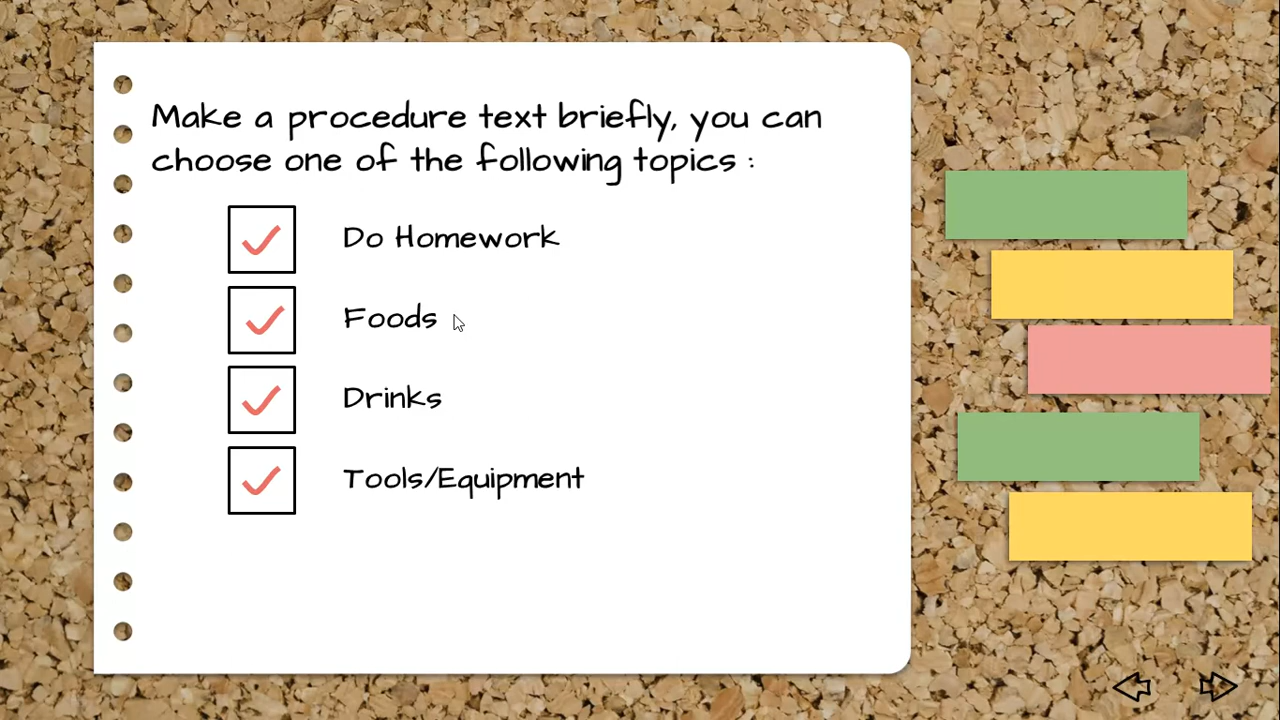 Make a procedure text briefly, you can
choose one of the following topics :
Do Homework
Foods
Drinks
Tools/Equipment